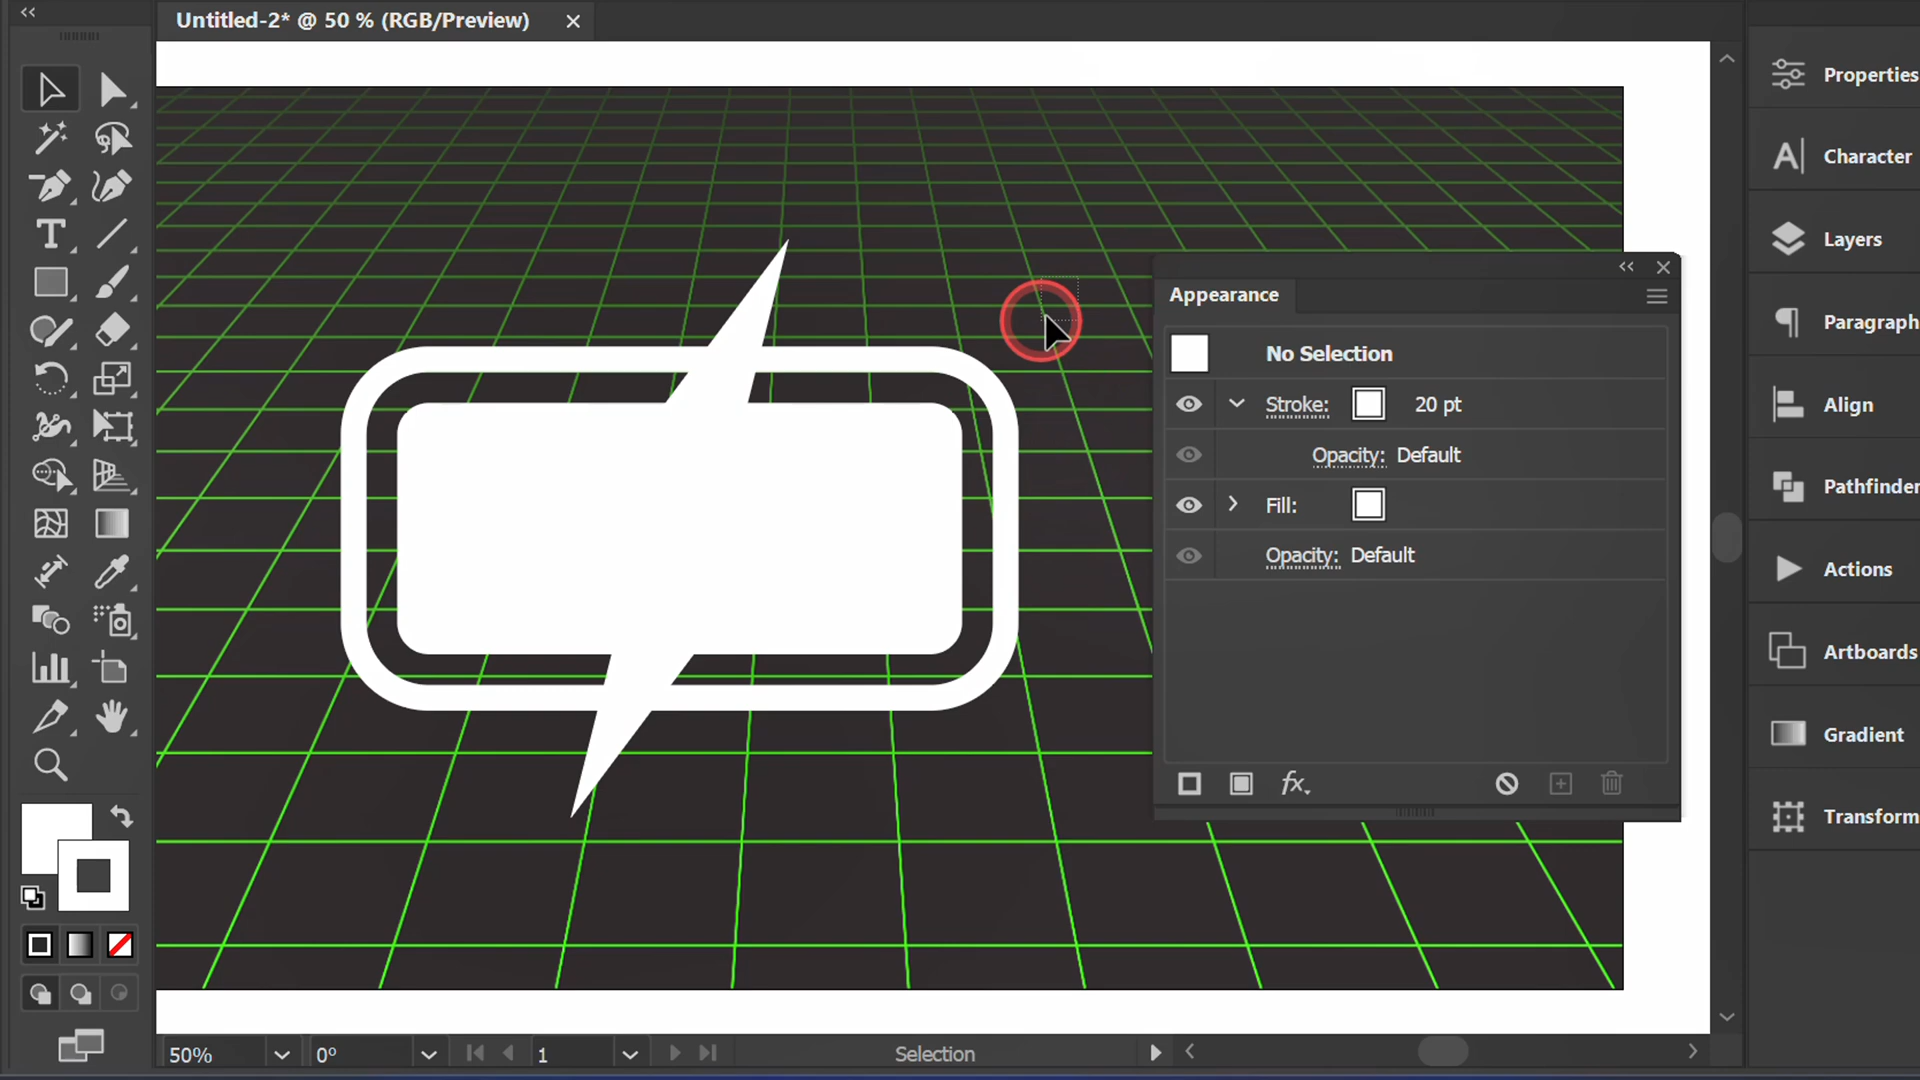 Untitled-2* @ 50 % (RGB/Preview)
Properties
Character
Layers
Paragraph
Align
Pathfinder
Actions
Artboards
Gradient
Transform
Appearance
No Selection
Stroke: 20 pt
Opacity: Default
Fill:
Opacity: Default
fx
50%
0°
1
Selection